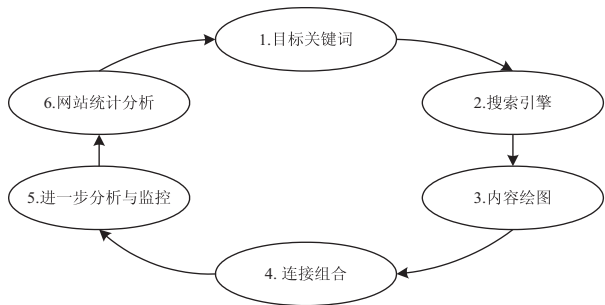 1.目标关键词
2.搜索引擎
3.内容绘图
4. 连接组合
5.进一步分析与监控
6.网站统计分析